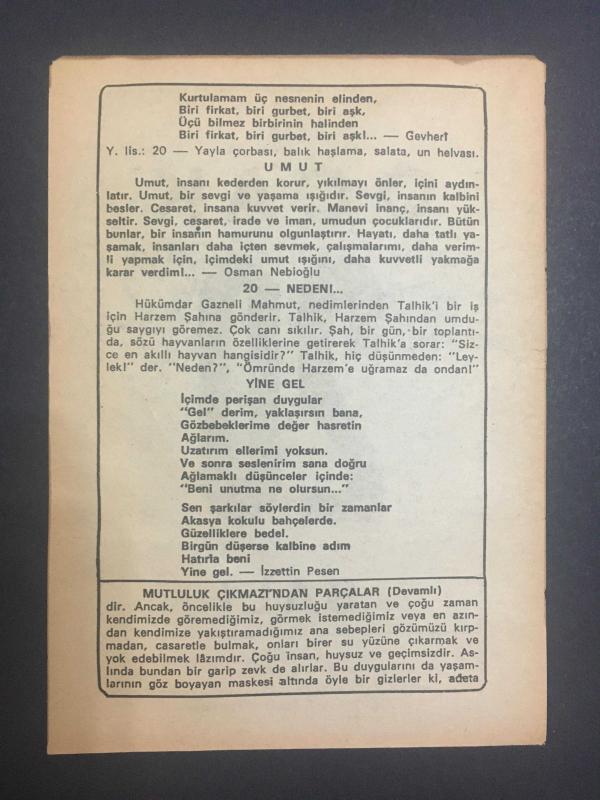 Kurtulamam üç nesnenin elinden,
Biri firkat, biri gurbet, biri aşk,
Üçü bilmez birbirinin halinden
Biri firkat, biri gurbet, biri aşk!... — Gevherî
Y. lis.: 20 — Yayla çorbası, balık haşlama, salata, un helvası.
U M U T
Umut, insanı kederden korur, yıkılmayı önler, içini aydın-
latır. Umut, bir sevgi ve yaşama ışığıdır. Sevgi, insanın kalbini
besler. Cesaret, insana kuvvet verir. Manevi inanç, insanı yük-
seltir. Sevgi, cesaret, irade ve iman, umudun çocuklarıdır. Bütün
bunlar, bir insanın hamurunu olgunlaştırır. Hayatı, daha tatlı ya-
şamak, insanları daha içten sevmek, çalışmalarımı, daha verim-
li yapmak için, içimdeki umut ışığını, daha kuvvetli yakmağa
karar verdim!... — Osman Nebioğlu
20 — NEDENI...
Hükümdar Gazneli Mahmut, nedimlerinden Talhik'i bir iş
için Harzem Şahına gönderir. Talhik, Harzem Şahından umdu-
ğu saygıyı göremez. Çok canı sıkılır. Şah, bir gün, bir toplantı-
da, sözü hayvanların özelliklerine getirerek Talhik'a sorar: "Siz-
ce en akıllı hayvan hangisidir?" Talhik, hiç düşünmeden: "Ley-
lek!" der. "Neden?", "Ömründe Harzem'e uğramaz da ondan!"
YİNE GEL
İçimde perişan duygular
"Gel" derim, yaklaşırsın bana,
Gözbebeklerime değer hasretin
Ağlarım.
Uzatırım ellerimi yoksun.
Ve sonra seslenirim sana doğru
Ağlamaklı düşünceler içinde:
"Beni unutma ne olursun..."
Sen şarkılar söylerdin bir zamanlar
Akasya kokulu bahçelerde.
Güzelliklere bedel.
Birgün düşerse kalbine adım
Hatırla beni
Yine gel. — İzzettin Pesen
MUTLULUK ÇIKMAZI'NDAN PARÇALAR (Devamlı)
dir. Ancak, öncelikle bu huysuzluğu yaratan ve çoğu zaman
kendimizde göremediğimiz, görmek istemediğimiz veya en azın-
dan kendimize yakıştıramadığımız ana sebepleri gözümüzü kırp-
madan, casaretle bulmak, onları birer su yüzüne çıkarmak ve
yok edebilmek lâzımdır. Çoğu insan, huysuz ve geçimsizdir. As-
lında bundan bir garip zevk de alırlar. Bu duygularını da yaşam-
larının göz boyayan maskesi altında öyle bir gizlerler ki, adeta